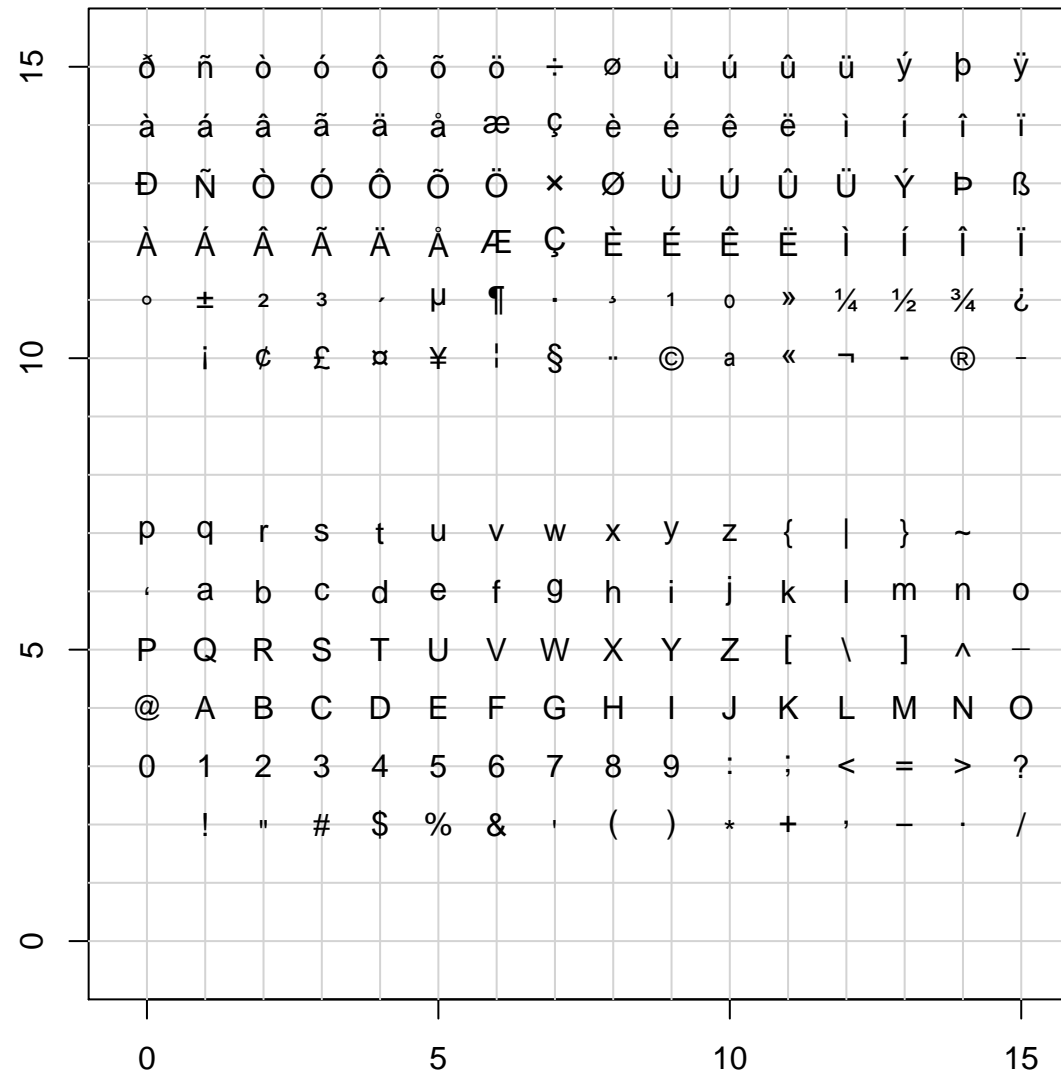 15 ð ñ ò ó ô õ ö ÷ ø ù ú û ü ý þ ÿ
à á â ã ä å æ ç è é ê ë ì í î ï
Ð Ñ Ò Ó Ô Õ Ö × Ø Ù Ú Û Ü Ý Þ ß
À Á Â Ã Ä Å Æ Ç È É Ê Ë Ì Í Î Ï
° ± ² ³ ´ µ ¶ · ¸ ¹ º » ¼ ½ ¾ ¿
10 ¡ ¢ £ ¤ ¥ ¦ § ¨ © ª « ¬ - ® ¯
p q r s t u v w x y z { | } ~
‘ a b c d e f g h i j k l m n o
5 P Q R S T U V W X Y Z [ \ ] ^ _
@ A B C D E F G H I J K L M N O
0 1 2 3 4 5 6 7 8 9 : ; < = > ?
! " # $ % & ' ( ) * + , − . /
0
0 5 10 15